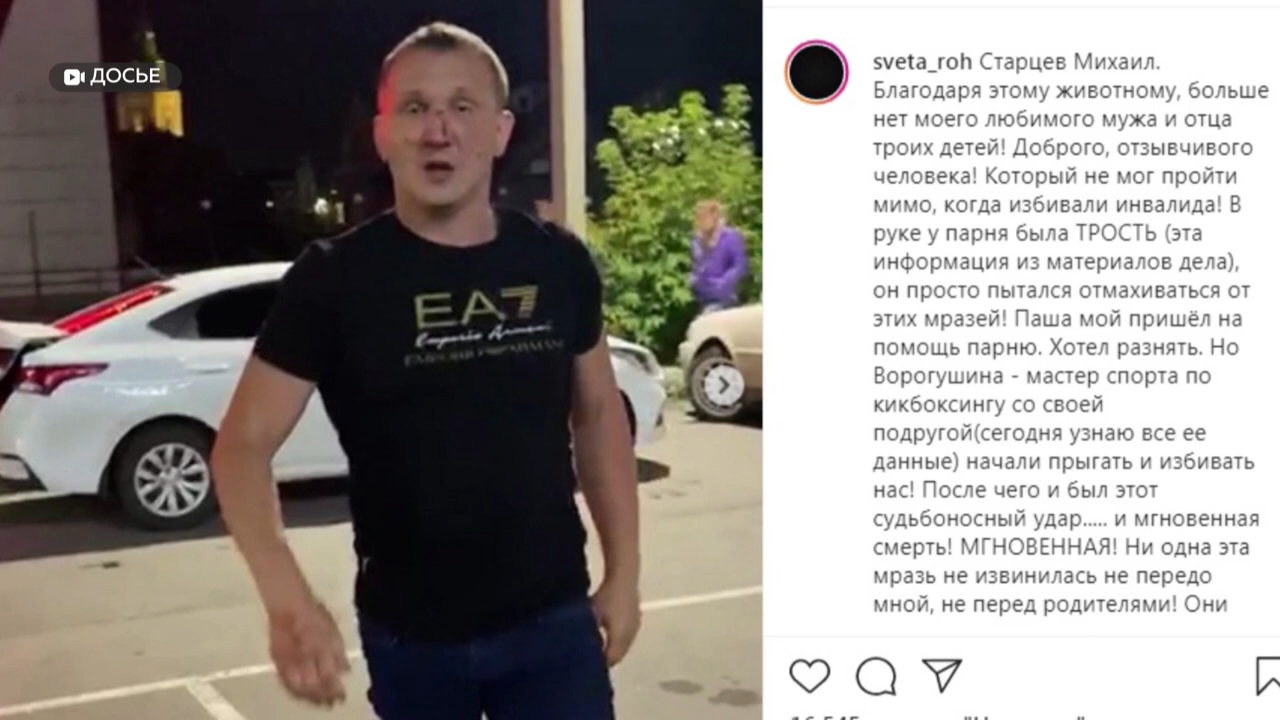 ДОСЬЕ
EA7
Emporio Armani
sveta_roh Старцев Михаил.
Благодаря этому животному, больше
нет моего любимого мужа и отца
троих детей! Доброго, отзывчивого
человека! Который не мог пройти
мимо, когда избивали инвалида! В
руке у парня была ТРОСТЬ (эта
информация из материалов дела),
он просто пытался отмахиваться от
этих мразей! Паша мой пришёл на
помощь парню. Хотел разнять. Но
Ворогушина - мастер спорта по
кикбоксингу со своей
подругой(сегодня узнаю все ее
данные) начали прыгать и избивать
нас! После чего и был этот
судьбоносный удар..... и мгновенная
смерть! МГНОВЕННАЯ! Ни одна эта
мразь не извинилась не передо
мной, не перед родителями! Они